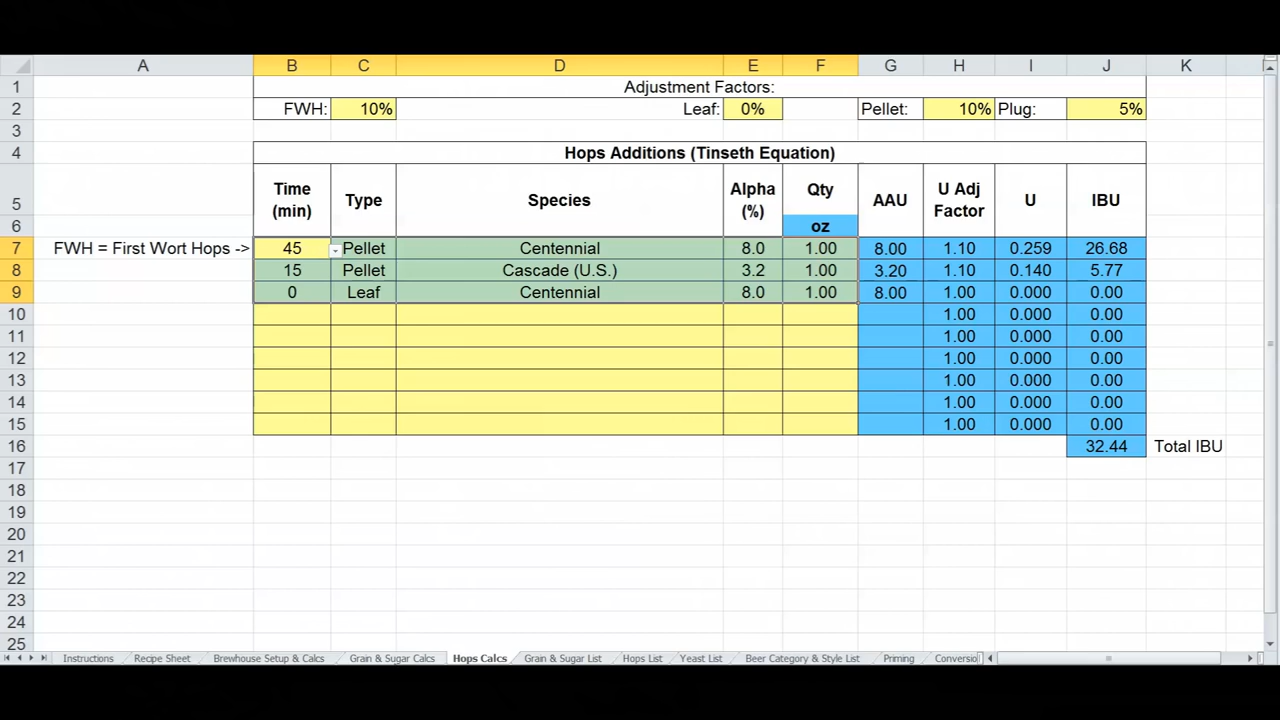 A B C D E F G H I J K
1 Adjustment Factors:
2 FWH: 10% Leaf: 0% Pellet: 10% Plug: 5%
3
4 Hops Additions (Tinseth Equation)
5 Time (min) Type Species Alpha (%) Qty AAU U Adj Factor U IBU
6 oz
7 FWH = First Wort Hops -> 45 Pellet Centennial 8.0 1.00 8.00 1.10 0.259 26.68
8 15 Pellet Cascade (U.S.) 3.2 1.00 3.20 1.10 0.140 5.77
9 0 Leaf Centennial 8.0 1.00 8.00 1.00 0.000 0.00
10 1.00 0.000 0.00
11 1.00 0.000 0.00
12 1.00 0.000 0.00
13 1.00 0.000 0.00
14 1.00 0.000 0.00
15 1.00 0.000 0.00
16 32.44 Total IBU
17
18
19
20
21
22
23
24
25
Instructions Recipe Sheet Brewhouse Setup & Calcs Grain & Sugar Calcs Hops Calcs Grain & Sugar List Hops List Yeast List Beer Category & Style List Priming Conversio